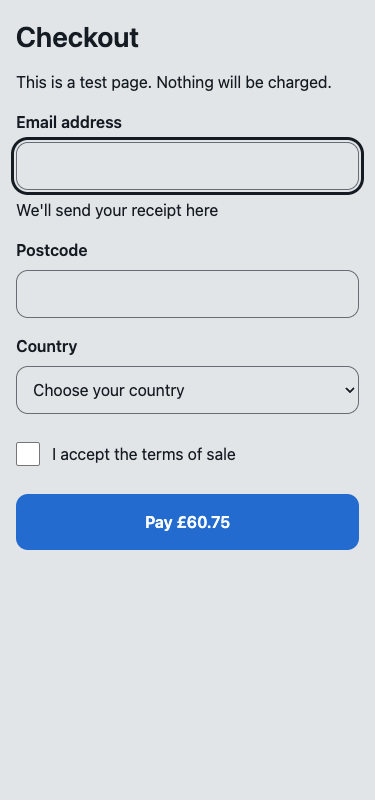 Checkout
This is a test page. Nothing will be charged.
Email address
We'll send your receipt here
Postcode
Country
Choose your country
I accept the terms of sale
Pay £60.75